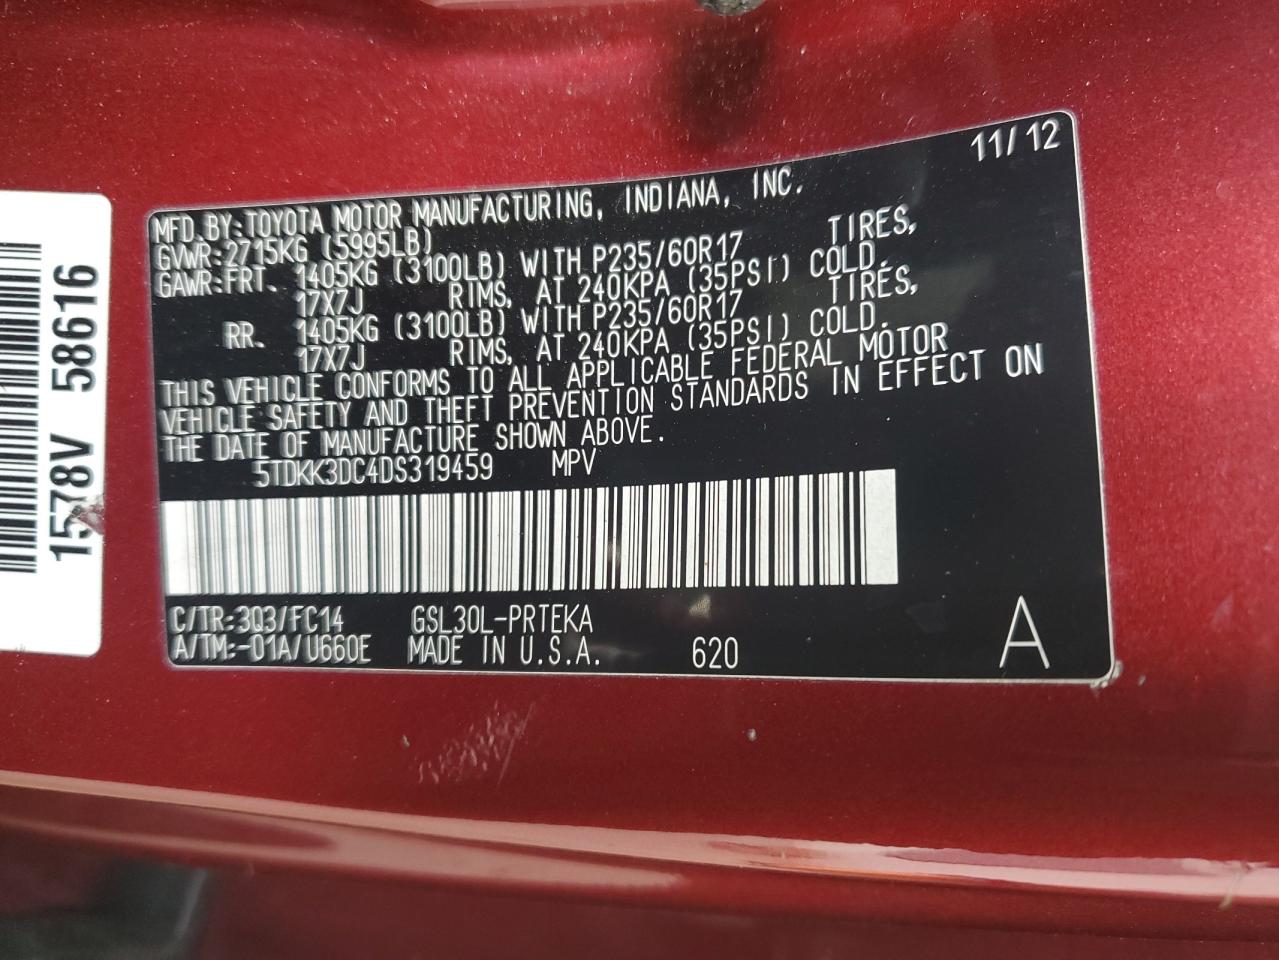 11/12
MFD.BY:TOYOTA MOTOR MANUFACTURING, INDIANA, INC.
GVWR:2715KG (5995LB)
GAWR:FRT. 1405KG (3100LB) WITH P235/60R17 TIRES,
17X7J RIMS, AT 240KPA (35PSI) COLD.
RR. 1405KG (3100LB) WITH P235/60R17 TIRES,
17X7J RIMS, AT 240KPA (35PSI) COLD.
THIS VEHICLE CONFORMS TO ALL APPLICABLE FEDERAL MOTOR
VEHICLE SAFETY AND THEFT PREVENTION STANDARDS IN EFFECT ON
THE DATE OF MANUFACTURE SHOWN ABOVE.
5TDKK3DC4DS319459 MPV
C/TR:3Q3/FC14 GSL30L-PRTEKA
A/TM:-01A/U660E MADE IN U.S.A. 620 A
1578V 58616